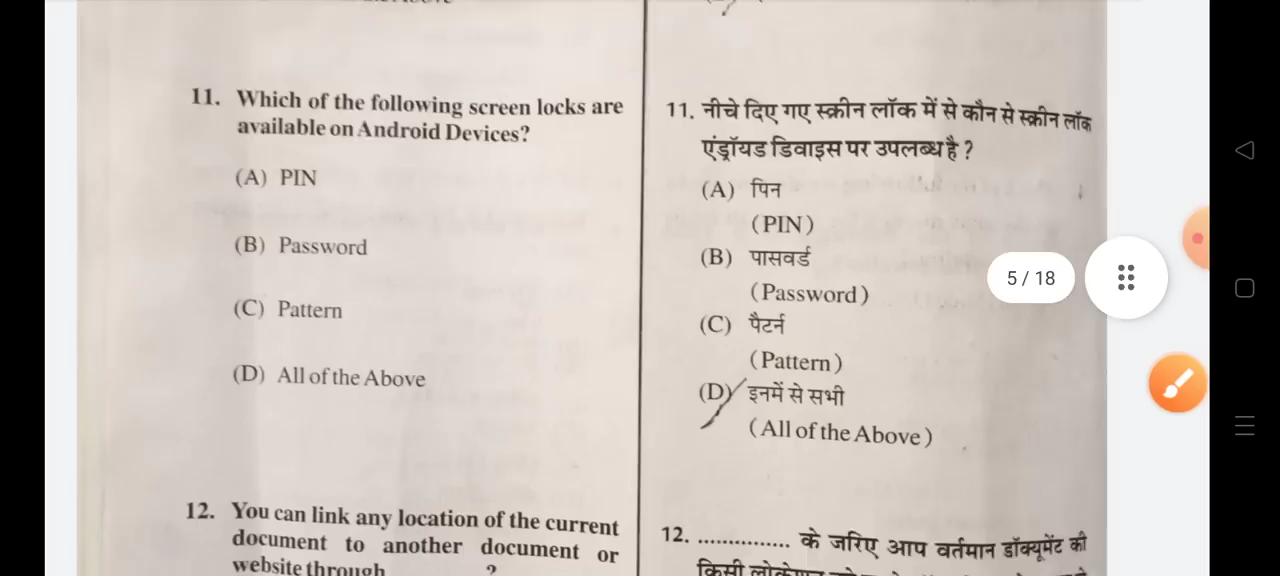 11. Which of the following screen locks are
available on Android Devices?
(A) PIN
(B) Password
(C) Pattern
(D) All of the Above
12. You can link any location of the current
document to another document or
website through ?
11. नीचे दिए गए स्क्रीन लॉक में से कौन से स्क्रीन लॉक
एंड्रॉयड डिवाइस पर उपलब्ध है ?
(A) पिन
(PIN)
(B) पासवर्ड
(Password)
(C) पैटर्न
(Pattern)
(D) इनमें से सभी
(All of the Above)
12. ............... के जरिए आप वर्तमान डॉक्यूमेंट की
किसी लोकेशन
5 / 18